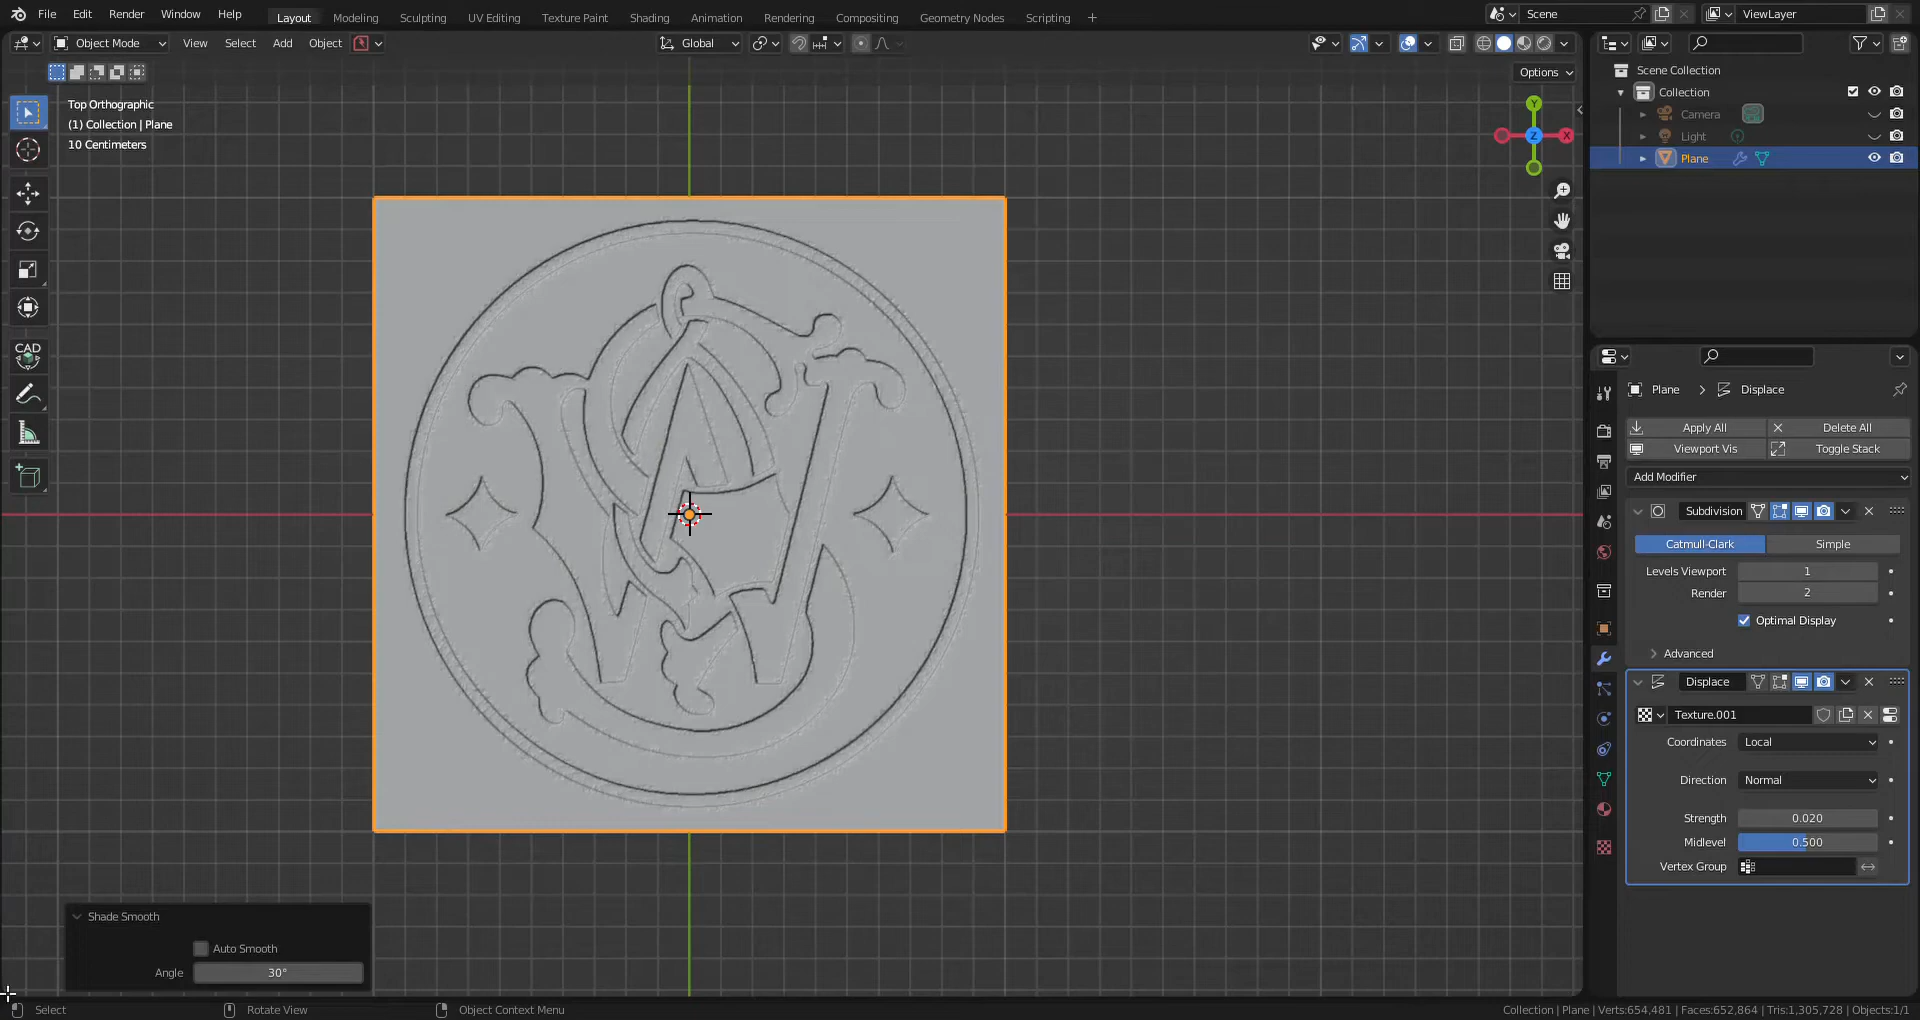 File Edit Render Window Help Layout Modeling Sculpting UV Editing Texture Paint Shading Animation Rendering Compositing Geometry Nodes Scripting + Scene ViewLayer
Object Mode View Select Add Object Global
Options
Top Orthographic
(1) Collection | Plane
10 Centimeters
Y
Z X
CAD
Scene Collection
Collection
Camera
Light
Plane
Plane > Displace
Apply All Delete All
Viewport Vis Toggle Stack
Add Modifier
Subdivision
Catmull-Clark Simple
Levels Viewport 1
Render 2
Optimal Display
Advanced
Displace
Texture.001
Coordinates Local
Direction Normal
Strength 0.020
Midlevel 0.500
Vertex Group
Shade Smooth
Auto Smooth
Angle 30°
Select Rotate View Object Context Menu Collection | Plane | Verts:654,481 | Faces:652,864 | Tris:1,305,728 | Objects:1/1